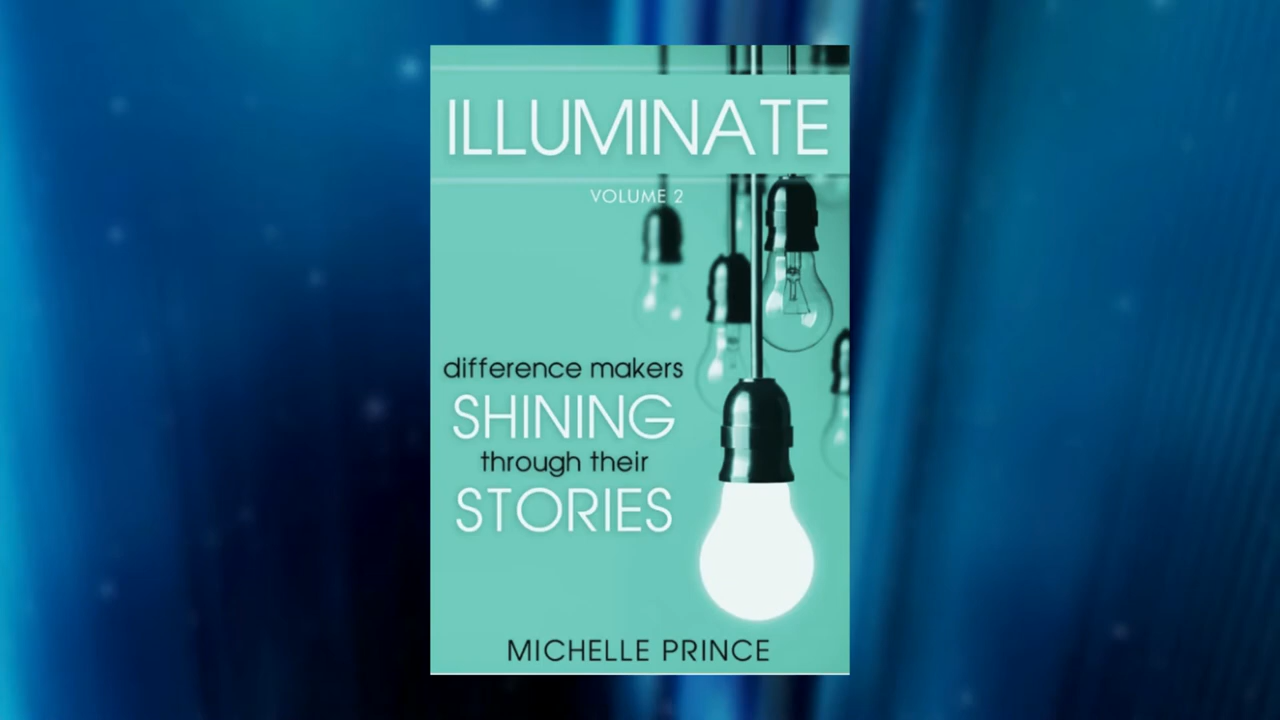 ILLUMINATE
VOLUME 2
difference makers
SHINING
through their
STORIES
MICHELLE PRINCE